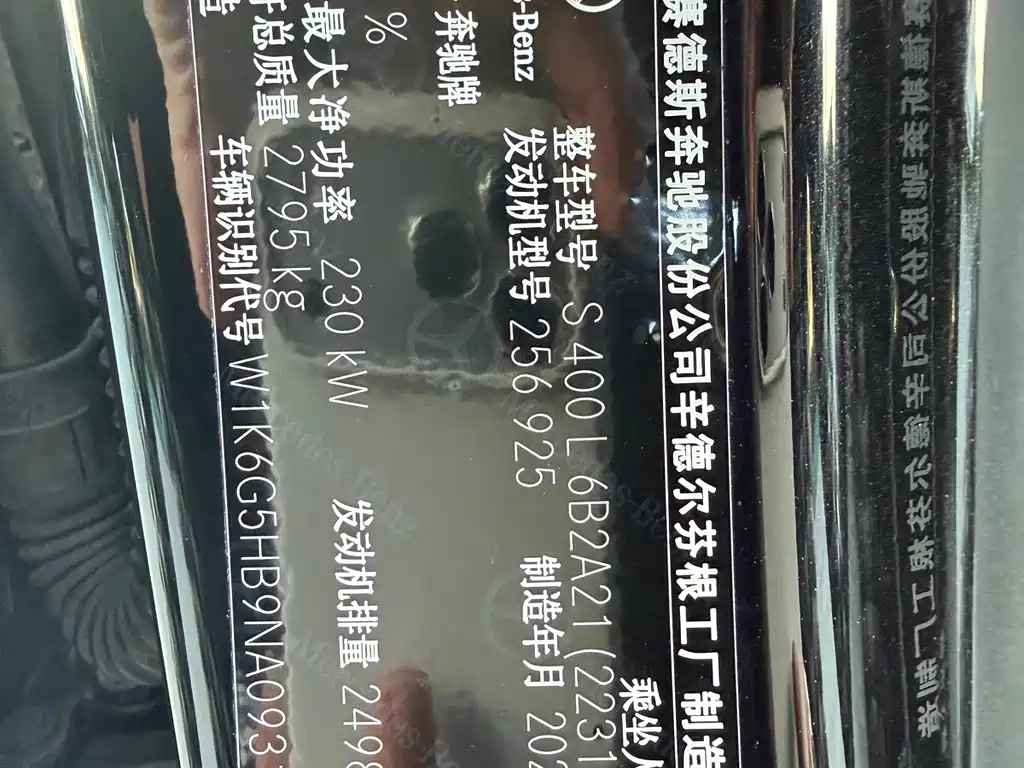 赛德斯奔驰股份公司辛德尔芬根工厂制造
整车型号 S 400 L 6B2A21(2231
乘坐人
-Benz
发动机型号 256 925
制造年月 202
奔驰牌
%
最大净功率 230 kW
发动机排量 2498
总质量 2795 kg
车辆识别代号 W1K6G5HB9NA093
造